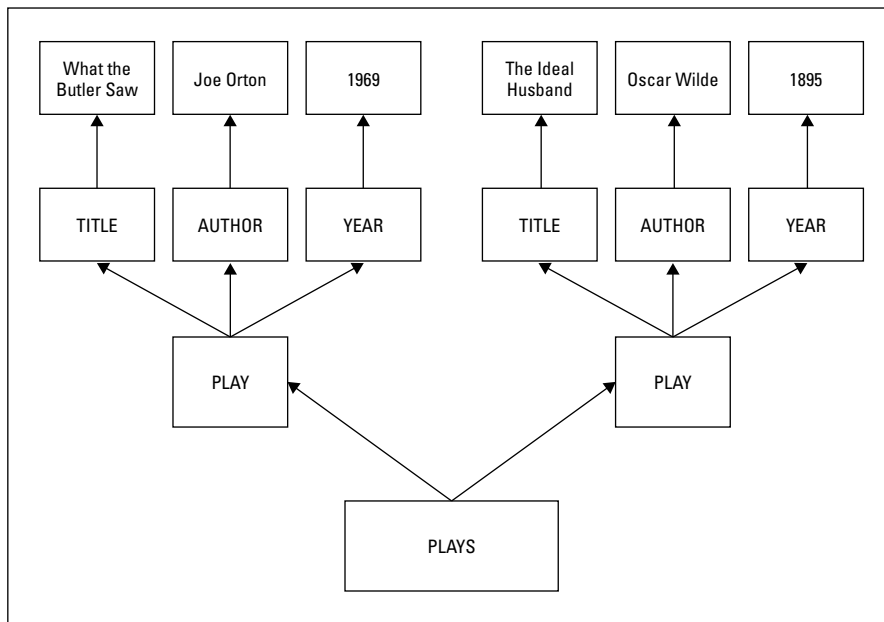 What the
Butler Saw
Joe Orton
1969
The Ideal
Husband
Oscar Wilde
1895
TITLE
AUTHOR
YEAR
TITLE
AUTHOR
YEAR
PLAY
PLAY
PLAYS